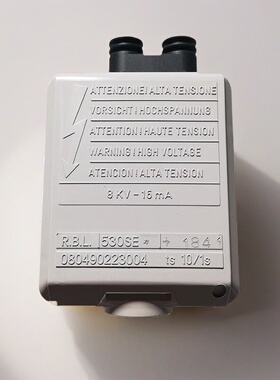 ATTENZIONE! ALTA TENSIONE
VORSICHT! HOCHSPANNUNG
ATTENTION! HAUTE TENSION
WARNING! HIGH VOLTAGE
ATENCION! ALTA TENSION
8 KV - 16 mA
R.B.L. 530SE * → 1841
080490223004 ts 10/1s